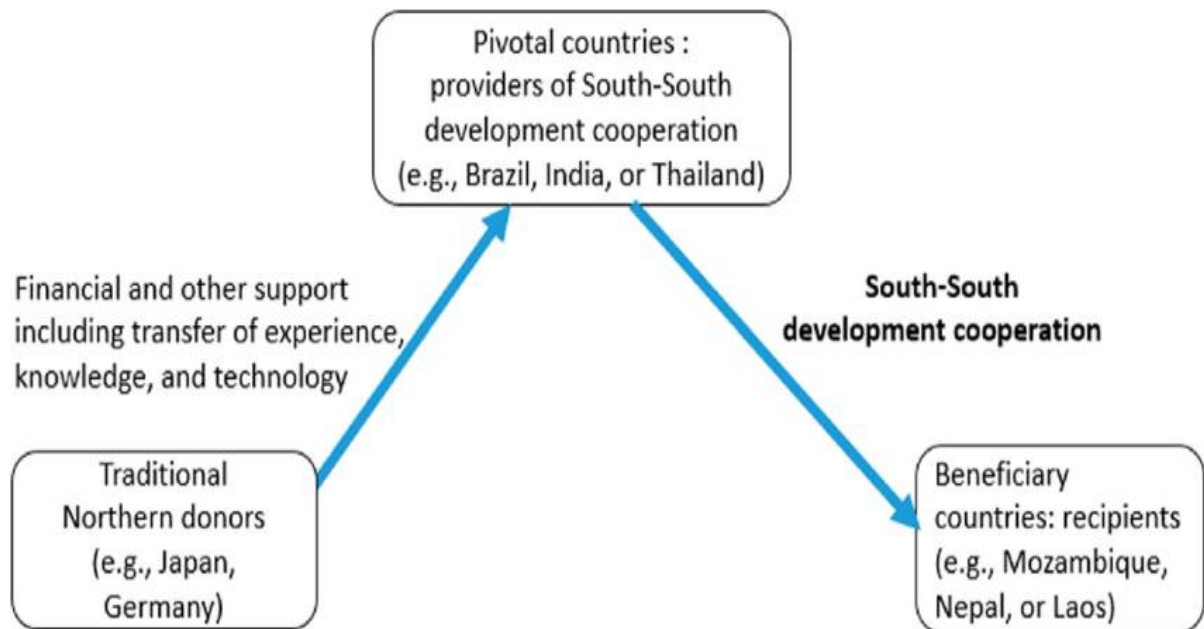 Pivotal countries :
providers of South-South
development cooperation
(e.g., Brazil, India, or Thailand)
Financial and other support
including transfer of experience,
knowledge, and technology
South-South
development cooperation
Traditional
Northern donors
(e.g., Japan,
Germany)
Beneficiary
countries: recipients
(e.g., Mozambique,
Nepal, or Laos)